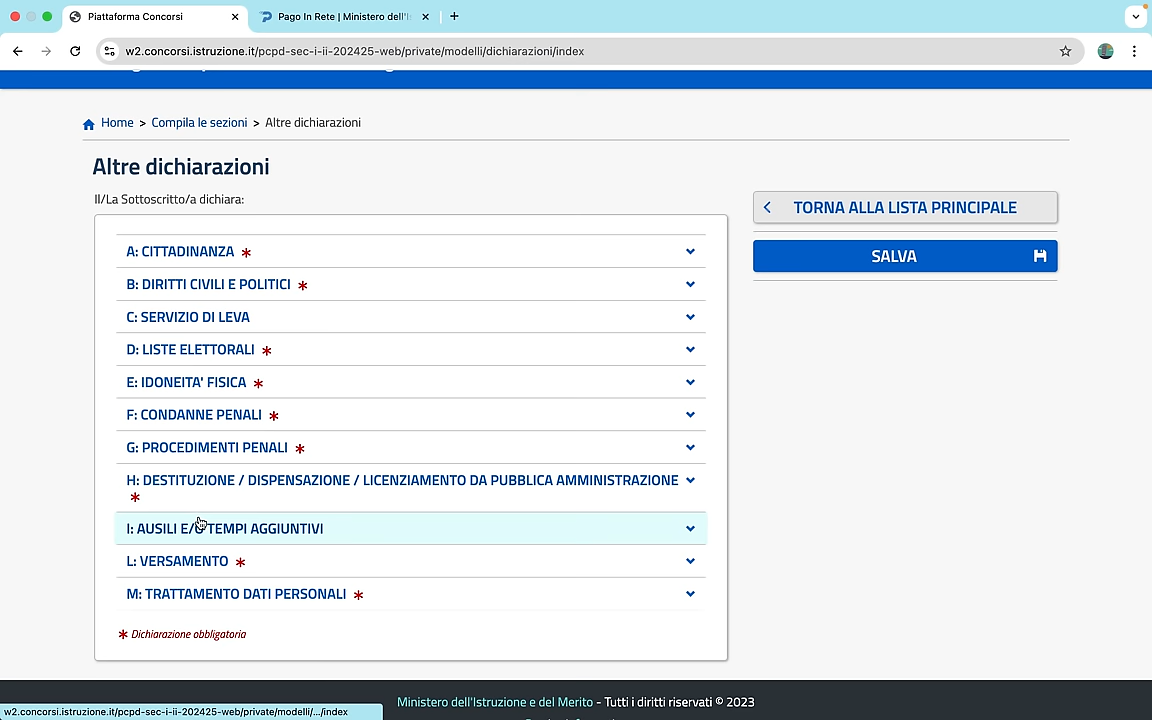 Piattaforma Concorsi
Pago In Rete | Ministero dell'I
w2.concorsi.istruzione.it/pcpd-sec-i-ii-202425-web/private/modelli/dichiarazioni/index
Home > Compila le sezioni > Altre dichiarazioni
Altre dichiarazioni
Il/La Sottoscritto/a dichiara:
TORNA ALLA LISTA PRINCIPALE
SALVA
A: CITTADINANZA *
B: DIRITTI CIVILI E POLITICI *
C: SERVIZIO DI LEVA
D: LISTE ELETTORALI *
E: IDONEITA' FISICA *
F: CONDANNE PENALI *
G: PROCEDIMENTI PENALI *
H: DESTITUZIONE / DISPENSAZIONE / LICENZIAMENTO DA PUBBLICA AMMINISTRAZIONE
*
I: AUSILI E/O TEMPI AGGIUNTIVI
L: VERSAMENTO *
M: TRATTAMENTO DATI PERSONALI *
* Dichiarazione obbligatoria
Ministero dell'Istruzione e del Merito - Tutti i diritti riservati © 2023
w2.concorsi.istruzione.it/pcpd-sec-i-ii-202425-web/private/modelli/.../index